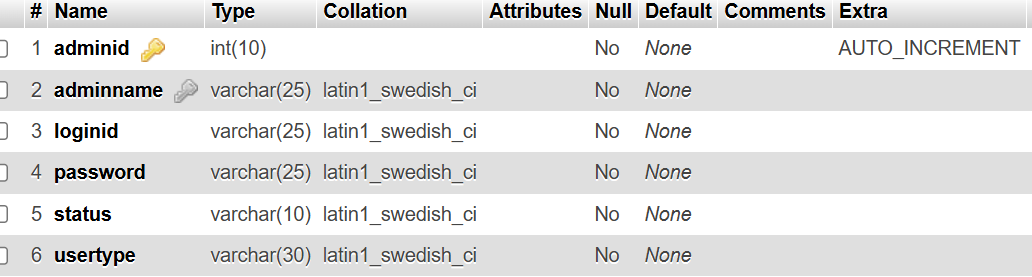 # Name Type Collation Attributes Null Default Comments Extra
1 adminid int(10) No None AUTO_INCREMENT
2 adminname varchar(25) latin1_swedish_ci No None
3 loginid varchar(25) latin1_swedish_ci No None
4 password varchar(25) latin1_swedish_ci No None
5 status varchar(10) latin1_swedish_ci No None
6 usertype varchar(30) latin1_swedish_ci No None